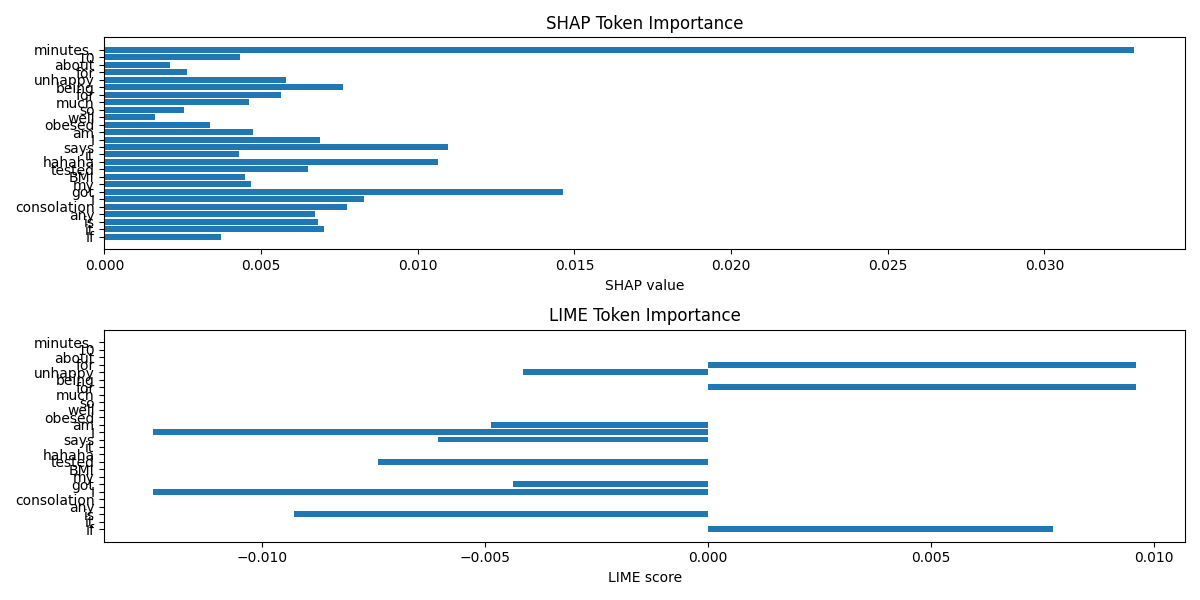 SHAP Token Importance
minutes.
10
about
for
unhappy
being
for
much
so
well
obesed
am
I
says
it
hahaha
tested
BMI
my
got
I
consolation
any
is
it
If
0.000 0.005 0.010 0.015 0.020 0.025 0.030
SHAP value
LIME Token Importance
minutes.
10
about
for
unhappy
being
for
much
so
well
obesed
am
I
says
it
hahaha
tested
BMI
my
got
I
consolation
any
is
it
If
−0.010 −0.005 0.000 0.005 0.010
LIME score